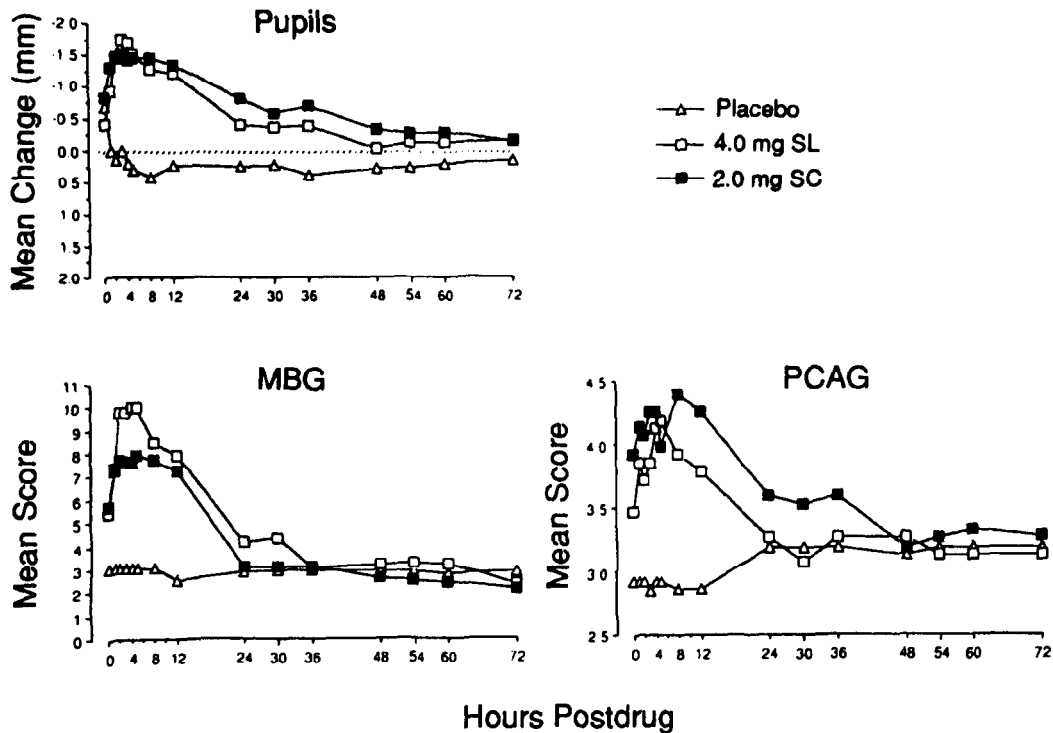 Pupils
Mean Change (mm)
-2.0
-1.5
-1.0
-0.5
0.0
0.5
1.0
1.5
2.0
0 4 8 12 24 30 36 48 54 60 72
Placebo
4.0 mg SL
2.0 mg SC
MBG
Mean Score
11
10
9
8
7
6
5
4
3
2
1
0
0 4 8 12 24 30 36 48 54 60 72
PCAG
Mean Score
4.5
4.0
3.5
3.0
2.5
0 4 8 12 24 30 36 48 54 60 72
Hours Postdrug